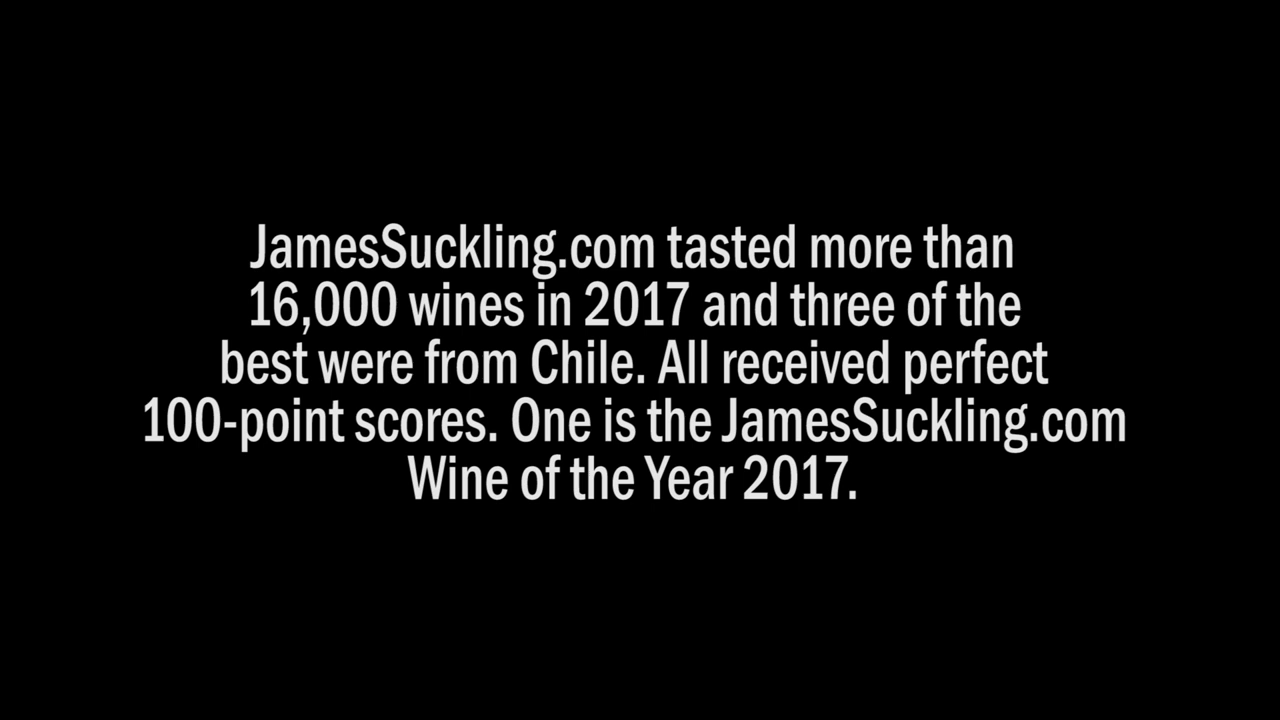 JamesSuckling.com tasted more than
16,000 wines in 2017 and three of the
best were from Chile. All received perfect
100-point scores. One is the JamesSuckling.com
Wine of the Year 2017.